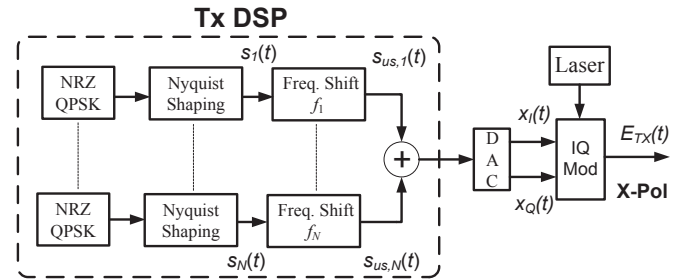 Tx DSP
NRZ
QPSK
Nyquist
Shaping
s1(t)
Freq. Shift
f1
sus,1(t)
NRZ
QPSK
Nyquist
Shaping
sN(t)
Freq. Shift
fN
sus,N(t)
+
D
A
C
xI(t)
xQ(t)
Laser
IQ
Mod
ETX(t)
X-Pol